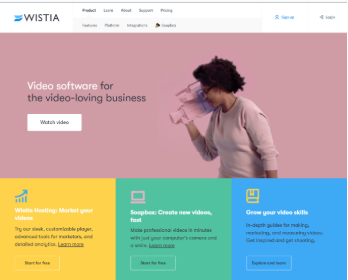 WISTIA
Product Learn About Support Pricing
Features Platform Integrations Soapbox
Sign up
Login
Video software for
the video-loving business
Watch video
Wistia Hosting: Market your
videos
Try our sleek, customizable player,
advanced tools for marketers, and
detailed analytics. Learn more
Start for free
Soapbox: Create new videos,
fast
Make professional videos in minutes
with just your computer's camera and
a smile. Learn more
Start for free
Grow your video skills
In-depth guides for making,
marketing, and measuring videos.
Get inspired and get shooting.
Explore and learn